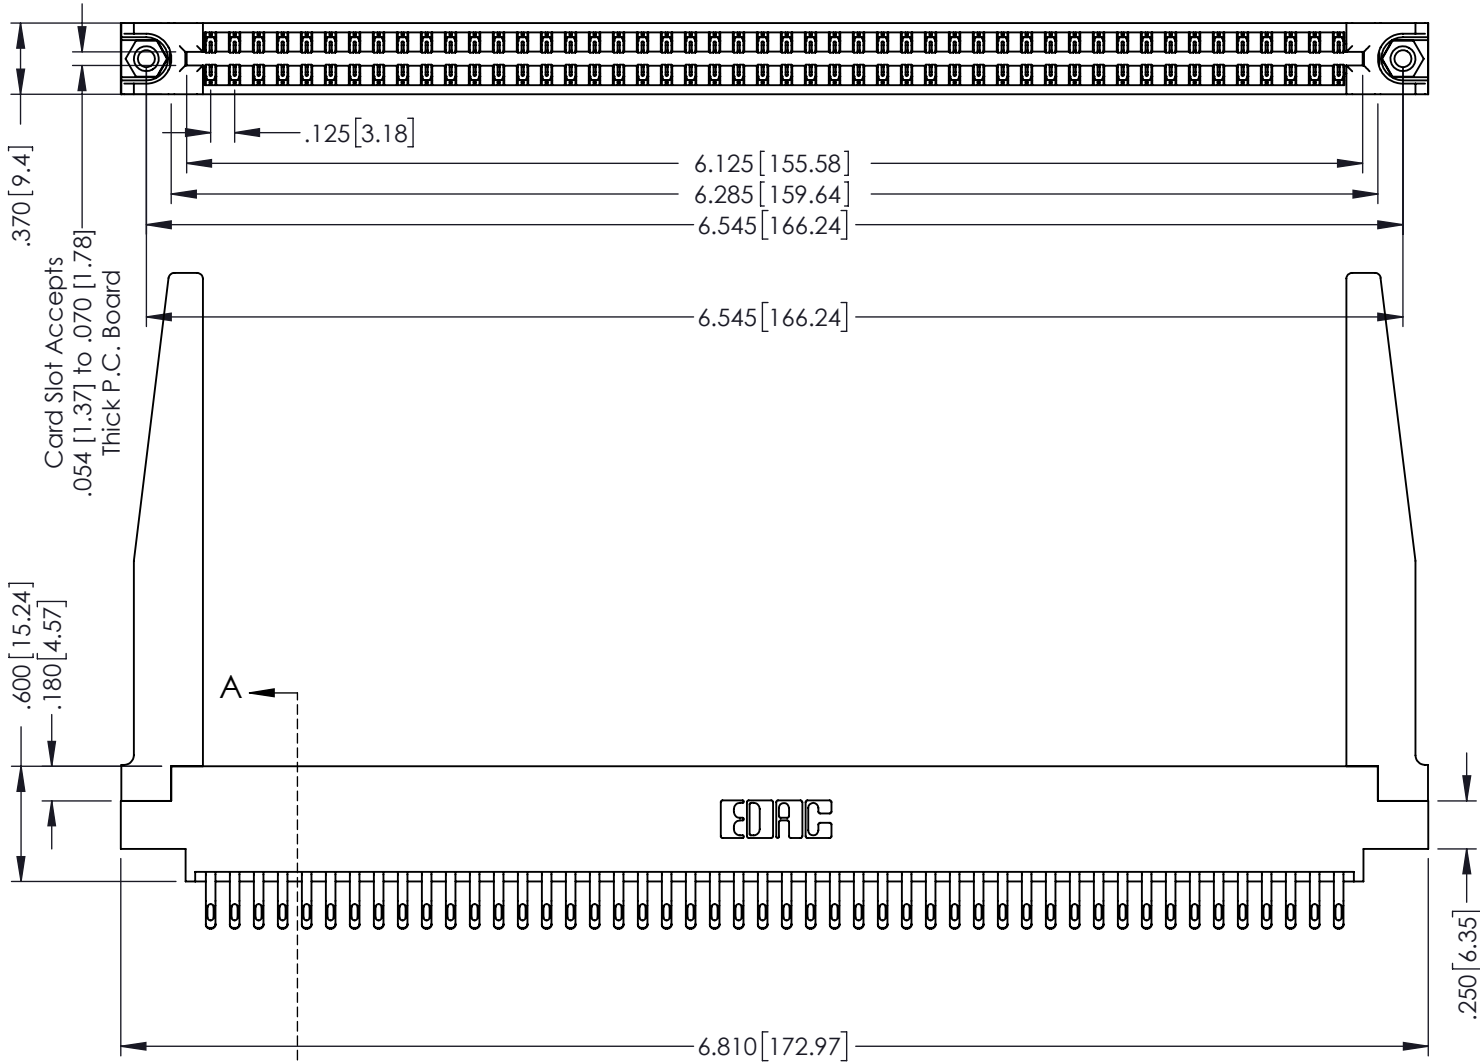 .125[3.18]
6.125[155.58]
6.285[159.64]
6.545[166.24]
.370[9.4]
Card Slot Accepts
.054 [1.37] to .070 [1.78]
Thick P.C. Board
6.545[166.24]
.600[15.24]
.180[4.57]
A
EDAC
.250[6.35]
6.810[172.97]